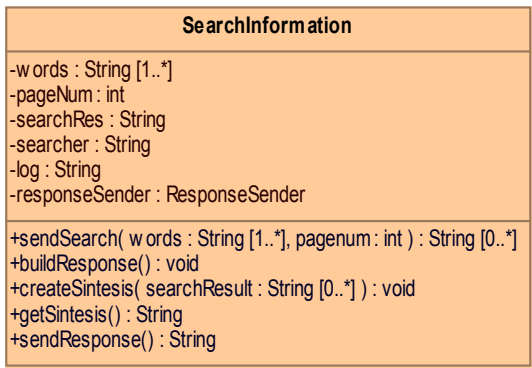 SearchInformation
-words : String [1..*]
-pageNum : int
-searchRes : String
-searcher : String
-log : String
-responseSender : ResponseSender
+sendSearch( words : String [1..*], pagenum : int ) : String [0..*]
+buildResponse() : void
+createSintesis( searchResult : String [0..*] ) : void
+getSintesis() : String
+sendResponse() : String